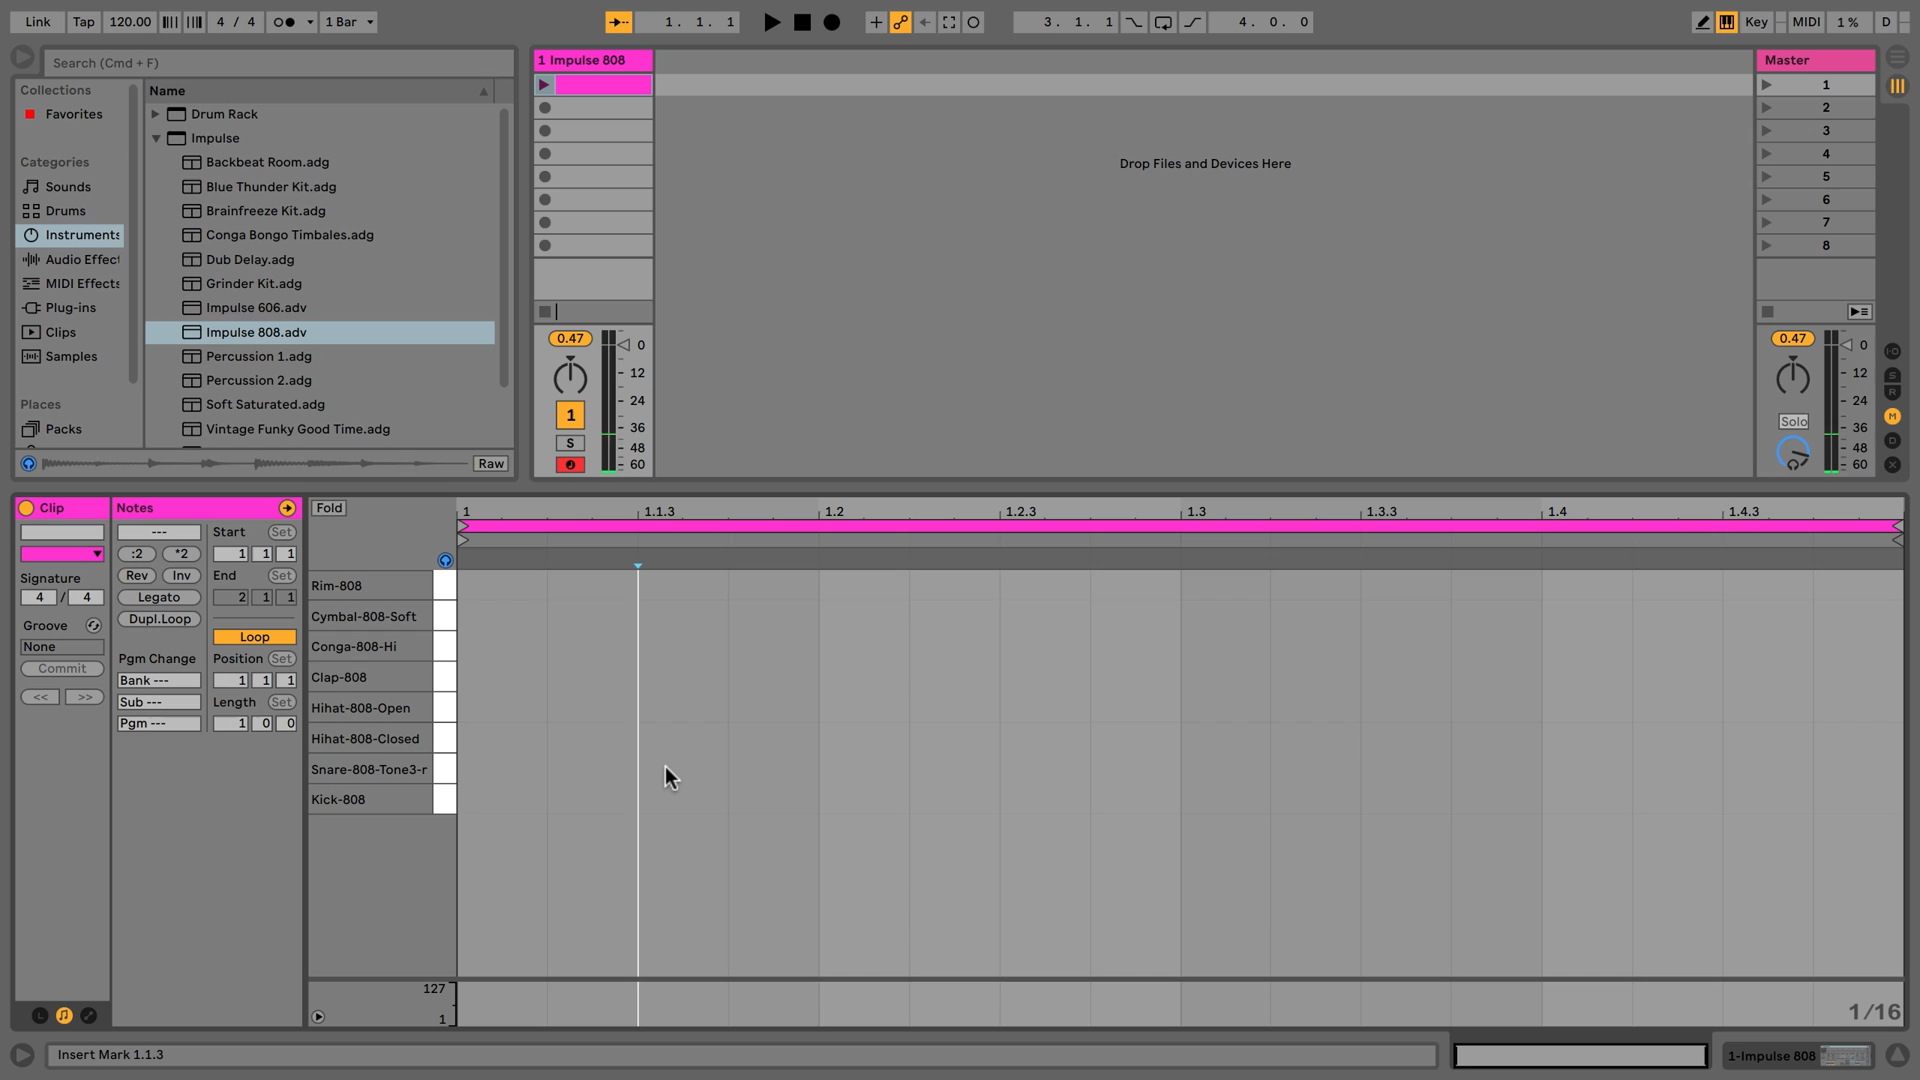 Link Tap 120.00 4 / 4 1 Bar 1. 1. 1 3. 1. 1 4. 0. 0 Key MIDI 1 % D
Search (Cmd + F)
Collections
Favorites
Categories
Sounds
Drums
Instruments
Audio Effect
MIDI Effects
Plug-ins
Clips
Samples
Places
Packs
Name
Drum Rack
Impulse
Backbeat Room.adg
Blue Thunder Kit.adg
Brainfreeze Kit.adg
Conga Bongo Timbales.adg
Dub Delay.adg
Grinder Kit.adg
Impulse 606.adv
Impulse 808.adv
Percussion 1.adg
Percussion 2.adg
Soft Saturated.adg
Vintage Funky Good Time.adg
Raw
1 Impulse 808
0.47
0
12
24
36
48
60
1
S
Drop Files and Devices Here
Master
1
2
3
4
5
6
7
8
0.47
0
12
24
36
48
60
Solo
I·O
S
R
M
D
X
Clip
Signature
4 / 4
Groove
None
Commit
<< >>
L
Notes
---
:2 *2
Rev Inv
Legato
Dupl.Loop
Pgm Change
Bank ---
Sub ---
Pgm ---
Start Set
1 1 1
End Set
2 1 1
Loop
Position Set
1 1 1
Length Set
1 0 0
Fold
1 1.1.3 1.2 1.2.3 1.3 1.3.3 1.4 1.4.3
Rim-808
Cymbal-808-Soft
Conga-808-Hi
Clap-808
Hihat-808-Open
Hihat-808-Closed
Snare-808-Tone3-r
Kick-808
127
1
1/16
Insert Mark 1.1.3
1-Impulse 808